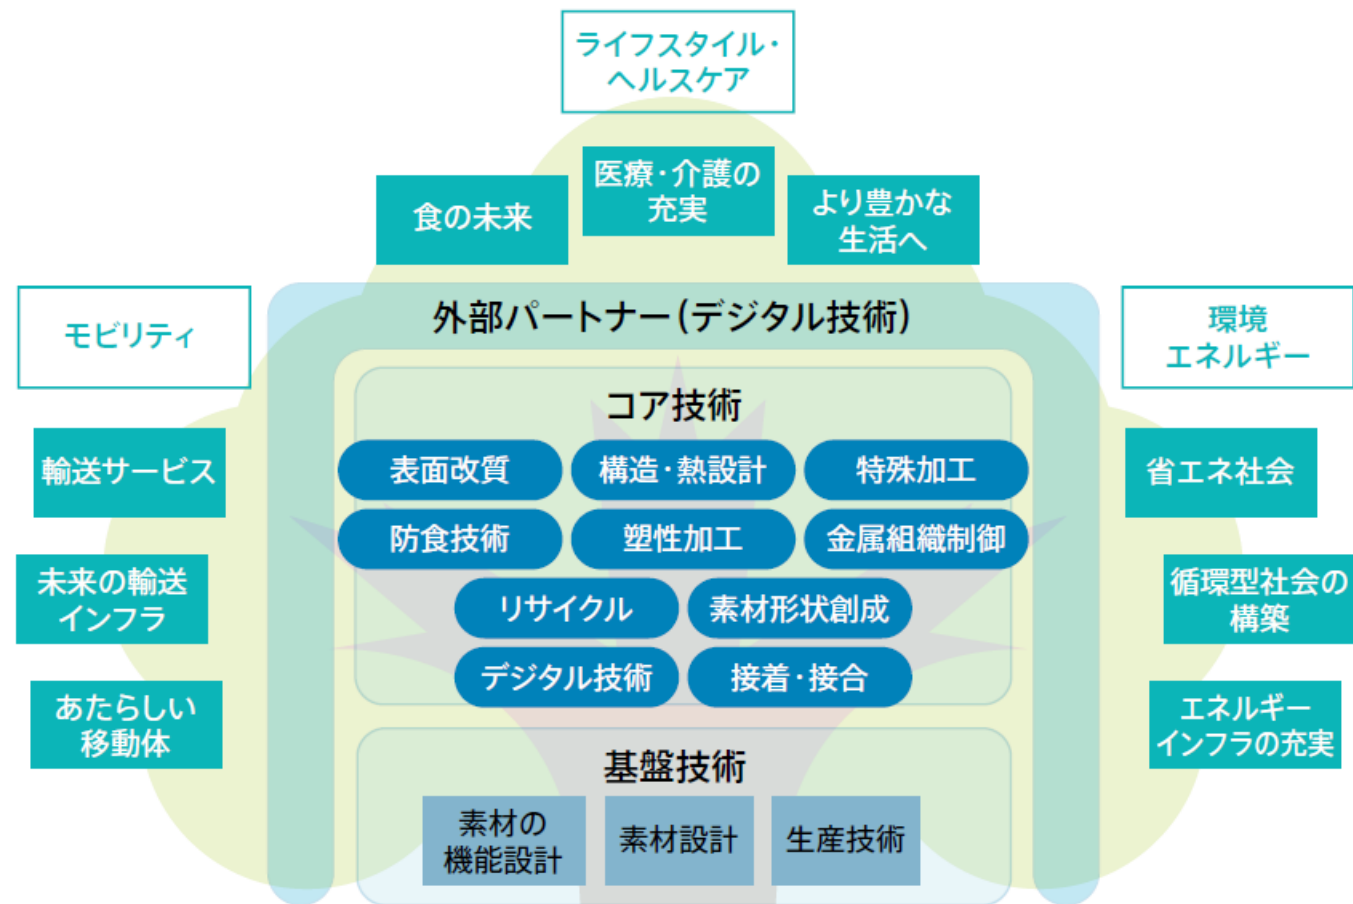 ライフスタイル・
ヘルスケア
食の未来
医療・介護の
充実
より豊かな
生活へ
モビリティ
輸送サービス
未来の輸送
インフラ
あたらしい
移動体
外部パートナー(デジタル技術)
コア技術
表面改質
構造・熱設計
特殊加工
防食技術
塑性加工
金属組織制御
リサイクル
素材形状創成
デジタル技術
接着・接合
基盤技術
素材の
機能設計
素材設計
生産技術
環境
エネルギー
省エネ社会
循環型社会の
構築
エネルギー
インフラの充実